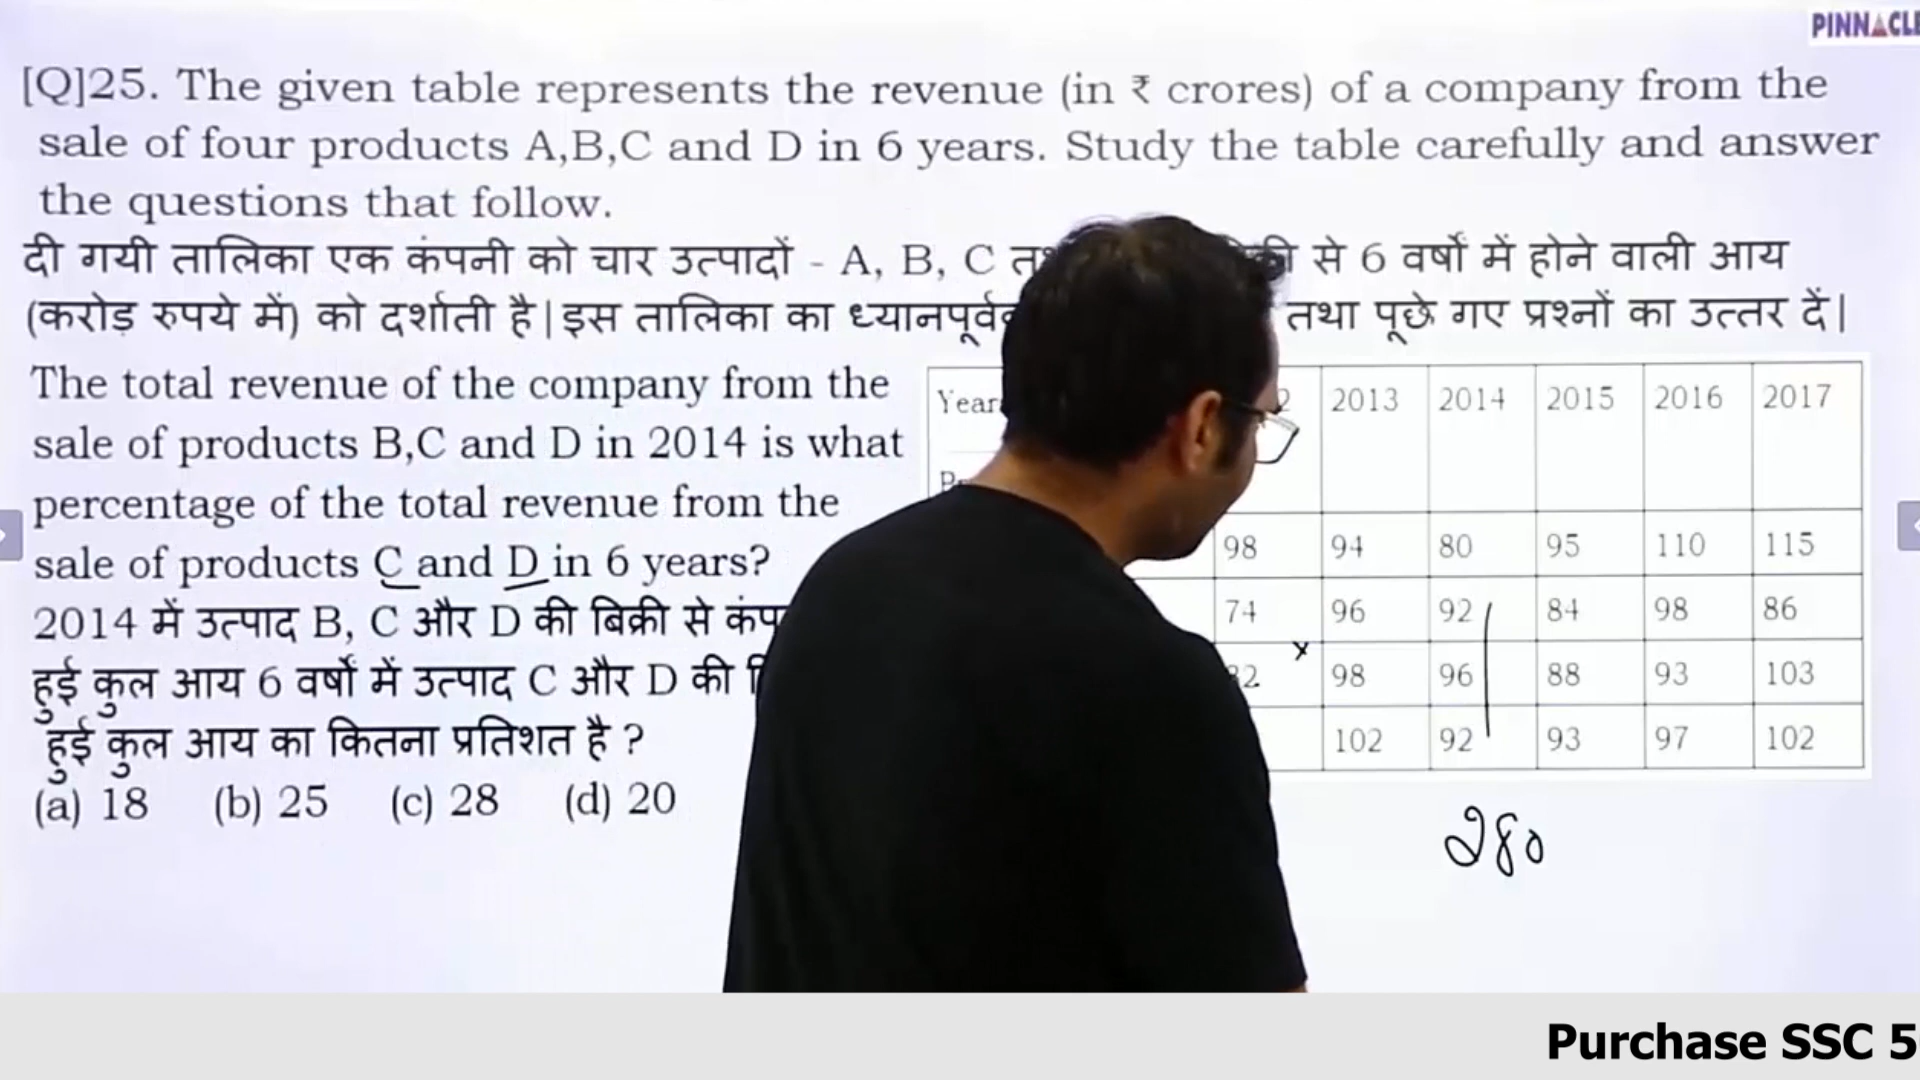 PINNACLE
[Q]25. The given table represents the revenue (in ₹ crores) of a company from the
sale of four products A,B,C and D in 6 years. Study the table carefully and answer
the questions that follow.
दी गयी तालिका एक कंपनी को चार उत्पादों - A, B, C से 6 वर्षों में होने वाली आय
(करोड़ रुपये में) को दर्शाती है|इस तालिका का तथा पूछे गए प्रश्नों का उत्तर दें|
The total revenue of the company from the
sale of products B,C and D in 2014 is what
percentage of the total revenue from the
sale of products C and D in 6 years?
2014 में उत्पाद B, C और D की बिक्री से
हुई कुल आय 6 वर्षों में उत्पाद C और D की
हुई कुल आय का कितना प्रतिशत है ?
(a) 18 (b) 25 (c) 28 (d) 20
Year 2013 2014 2015 2016 2017
98 94 80 95 110 115
74 96 92 84 98 86
x 98 96 88 93 103
102 92 93 97 102
280
Purchase SSC 5